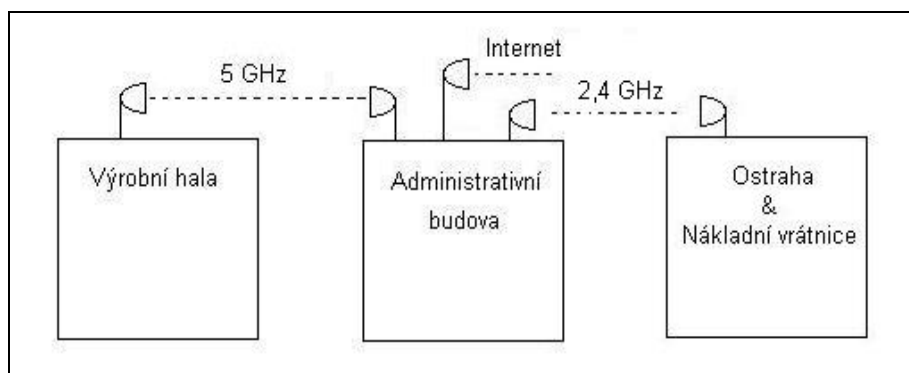 Internet
5 GHz
2,4 GHz
Výrobní hala
Administrativní
budova
Ostraha
&
Nákladní vrátnice